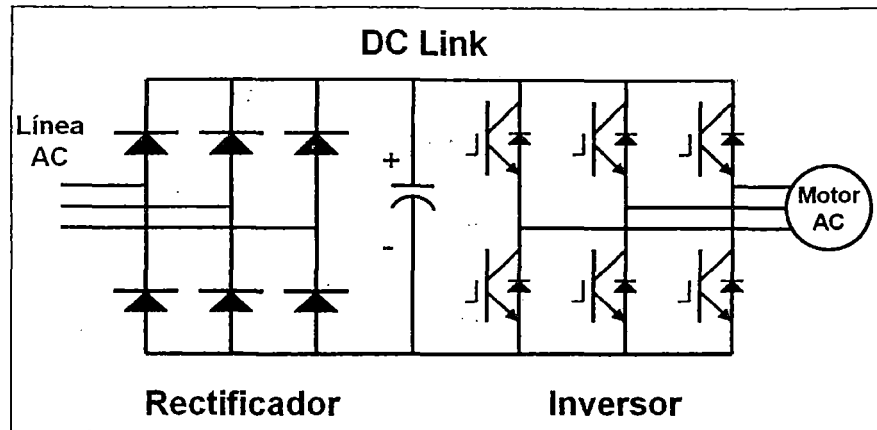 DC Link
Línea
AC
+
-
Motor
AC
Rectificador
Inversor